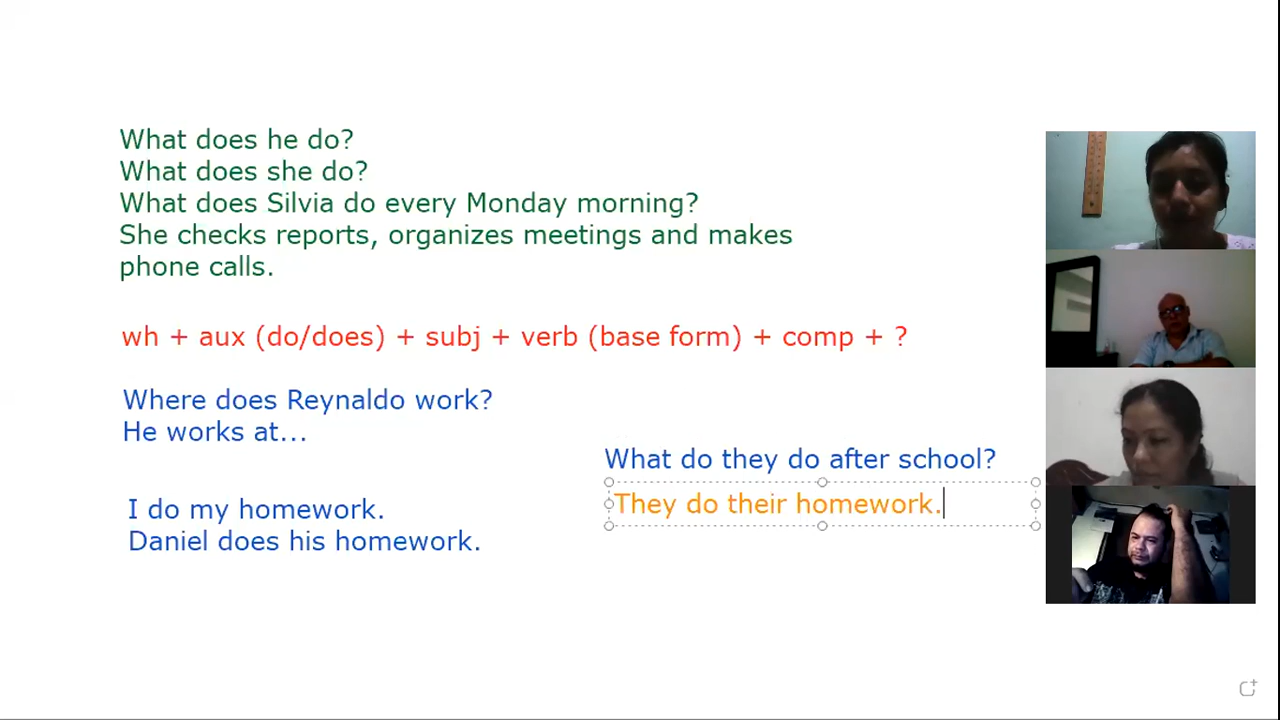 What does he do?
What does she do?
What does Silvia do every Monday morning?
She checks reports, organizes meetings and makes
phone calls.
wh + aux (do/does) + subj + verb (base form) + comp + ?
Where does Reynaldo work?
He works at...
What do they do after school?
They do their homework.
I do my homework.
Daniel does his homework.